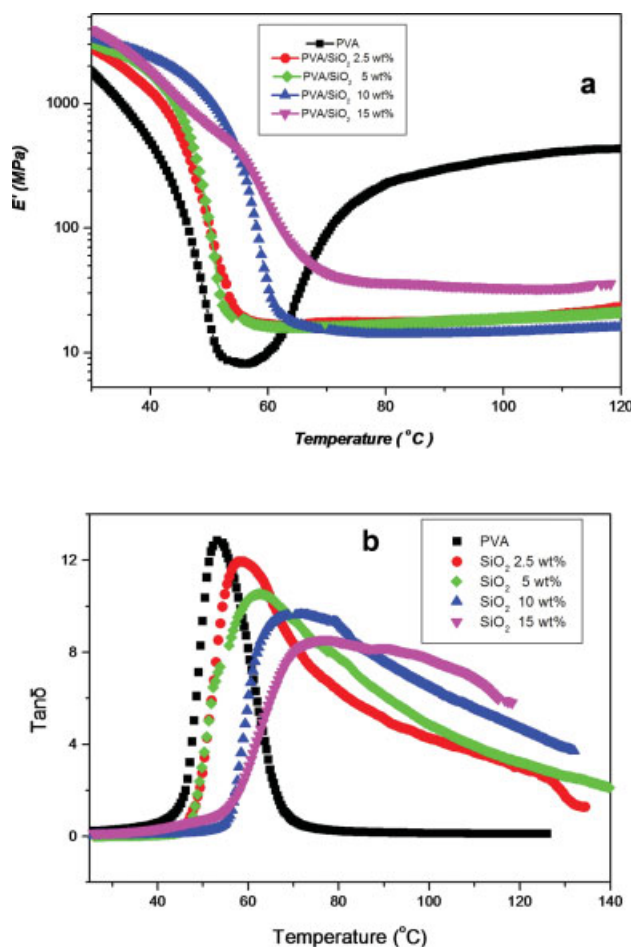 a
PVA
PVA/SiO₂ 2.5 wt%
PVA/SiO₂ 5 wt%
PVA/SiO₂ 10 wt%
PVA/SiO₂ 15 wt%
E' (MPa)
1000
100
10
40 60 80 100 120
Temperature (°C)
b
PVA
SiO₂ 2.5 wt%
SiO₂ 5 wt%
SiO₂ 10 wt%
SiO₂ 15 wt%
Tanδ
12
8
4
0
40 60 80 100 120 140
Temperature (°C)